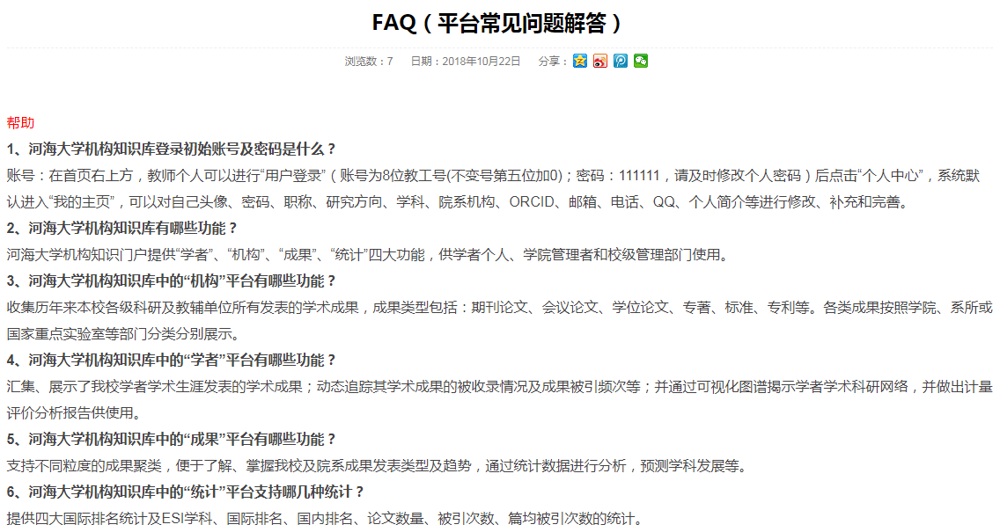 FAQ（平台常见问题解答）
浏览数：7 日期：2018年10月22日 分享：
帮助
1、河海大学机构知识库登录初始账号及密码是什么？
账号：在首页右上方，教师个人可以进行“用户登录”（账号为8位教工号(不变号第五位加0)；密码：111111，请及时修改个人密码）后点击“个人中心”，系统默
认进入“我的主页”，可以对自己头像、密码、职称、研究方向、学科、院系机构、ORCID、邮箱、电话、QQ、个人简介等进行修改、补充和完善。
2、河海大学机构知识库有哪些功能？
河海大学机构知识门户提供“学者”、“机构”、“成果”、“统计”四大功能，供学者个人、学院管理者和校级管理部门使用。
3、河海大学机构知识库中的“机构”平台有哪些功能？
收集历年来本校各级科研及教辅单位所有发表的学术成果，成果类型包括：期刊论文、会议论文、学位论文、专著、标准、专利等。各类成果按照学院、系所或
国家重点实验室等部门分类分别展示。
4、河海大学机构知识库中的“学者”平台有哪些功能？
汇集、展示了我校学者学术生涯发表的学术成果；动态追踪其学术成果的被收录情况及成果被引频次等；并通过可视化图谱揭示学者学术科研网络，并做出计量
评价分析报告供使用。
5、河海大学机构知识库中的“成果”平台有哪些功能？
支持不同粒度的成果聚类，便于了解、掌握我校及院系成果发表类型及趋势，通过统计数据进行分析，预测学科发展等。
6、河海大学机构知识库中的“统计”平台支持哪几种统计？
提供四大国际排名统计及ESI学科、国际排名、国内排名、论文数量、被引次数、篇均被引次数的统计。